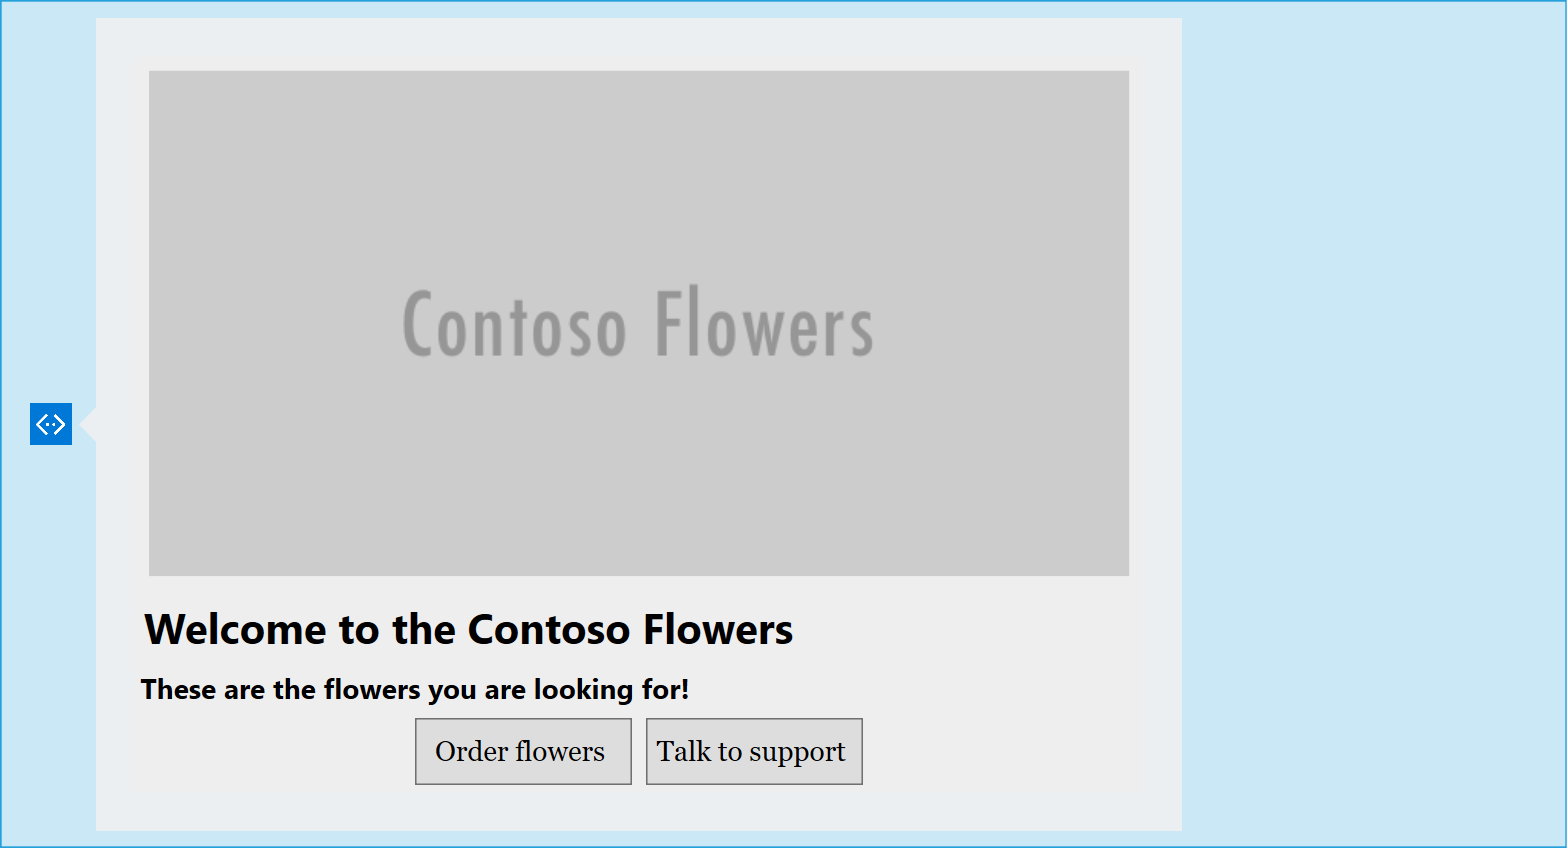 Contoso Flowers
Welcome to the Contoso Flowers
These are the flowers you are looking for!
Order flowers
Talk to support